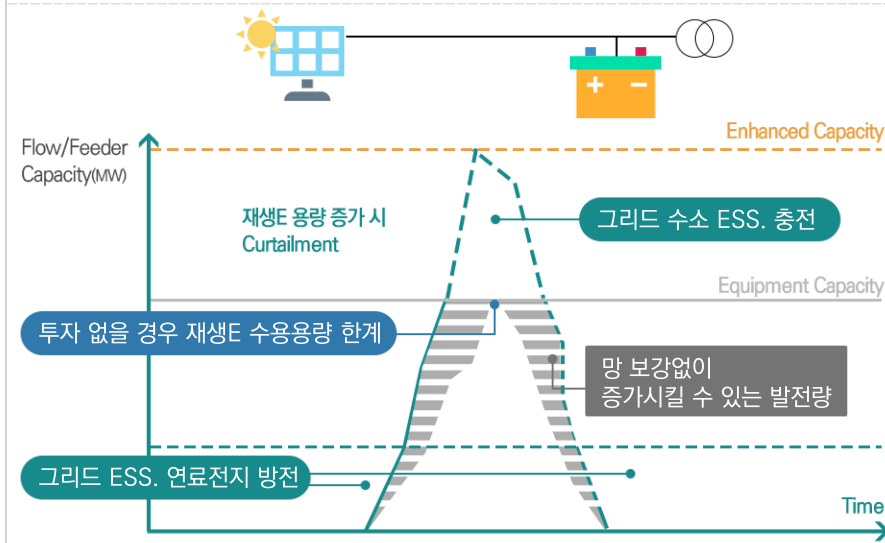 Enhanced Capacity
Flow/Feeder
Capacity(MW)
재생E 용량 증가 시
Curtailment
그리드 수소 ESS. 충전
Equipment Capacity
투자 없을 경우 재생E 수용용량 한계
망 보강없이
증가시킬 수 있는 발전량
그리드 ESS. 연료전지 방전
Time